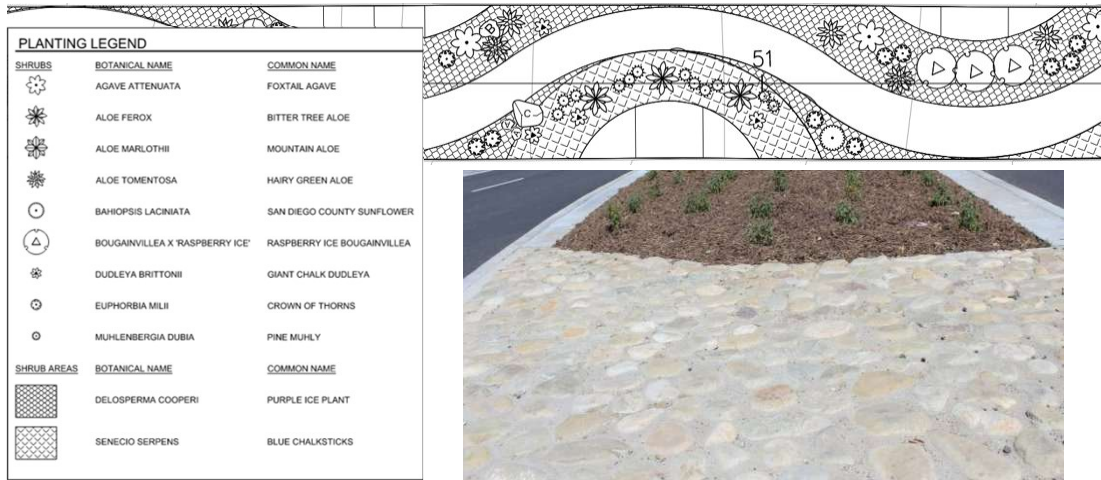 PLANTING LEGEND
SHRUBS BOTANICAL NAME COMMON NAME
AGAVE ATTENUATA FOXTAIL AGAVE
ALOE FEROX BITTER TREE ALOE
ALOE MARLOTHII MOUNTAIN ALOE
ALOE TOMENTOSA HAIRY GREEN ALOE
BAHIOPSIS LACINIATA SAN DIEGO COUNTY SUNFLOWER
BOUGAINVILLEA X 'RASPBERRY ICE' RASPBERRY ICE BOUGAINVILLEA
DUDLEYA BRITTONII GIANT CHALK DUDLEYA
EUPHORBIA MILII CROWN OF THORNS
MUHLENBERGIA DUBIA PINE MUHLY
SHRUB AREAS BOTANICAL NAME COMMON NAME
DELOSPERMA COOPERI PURPLE ICE PLANT
SENECIO SERPENS BLUE CHALKSTICKS
51
C